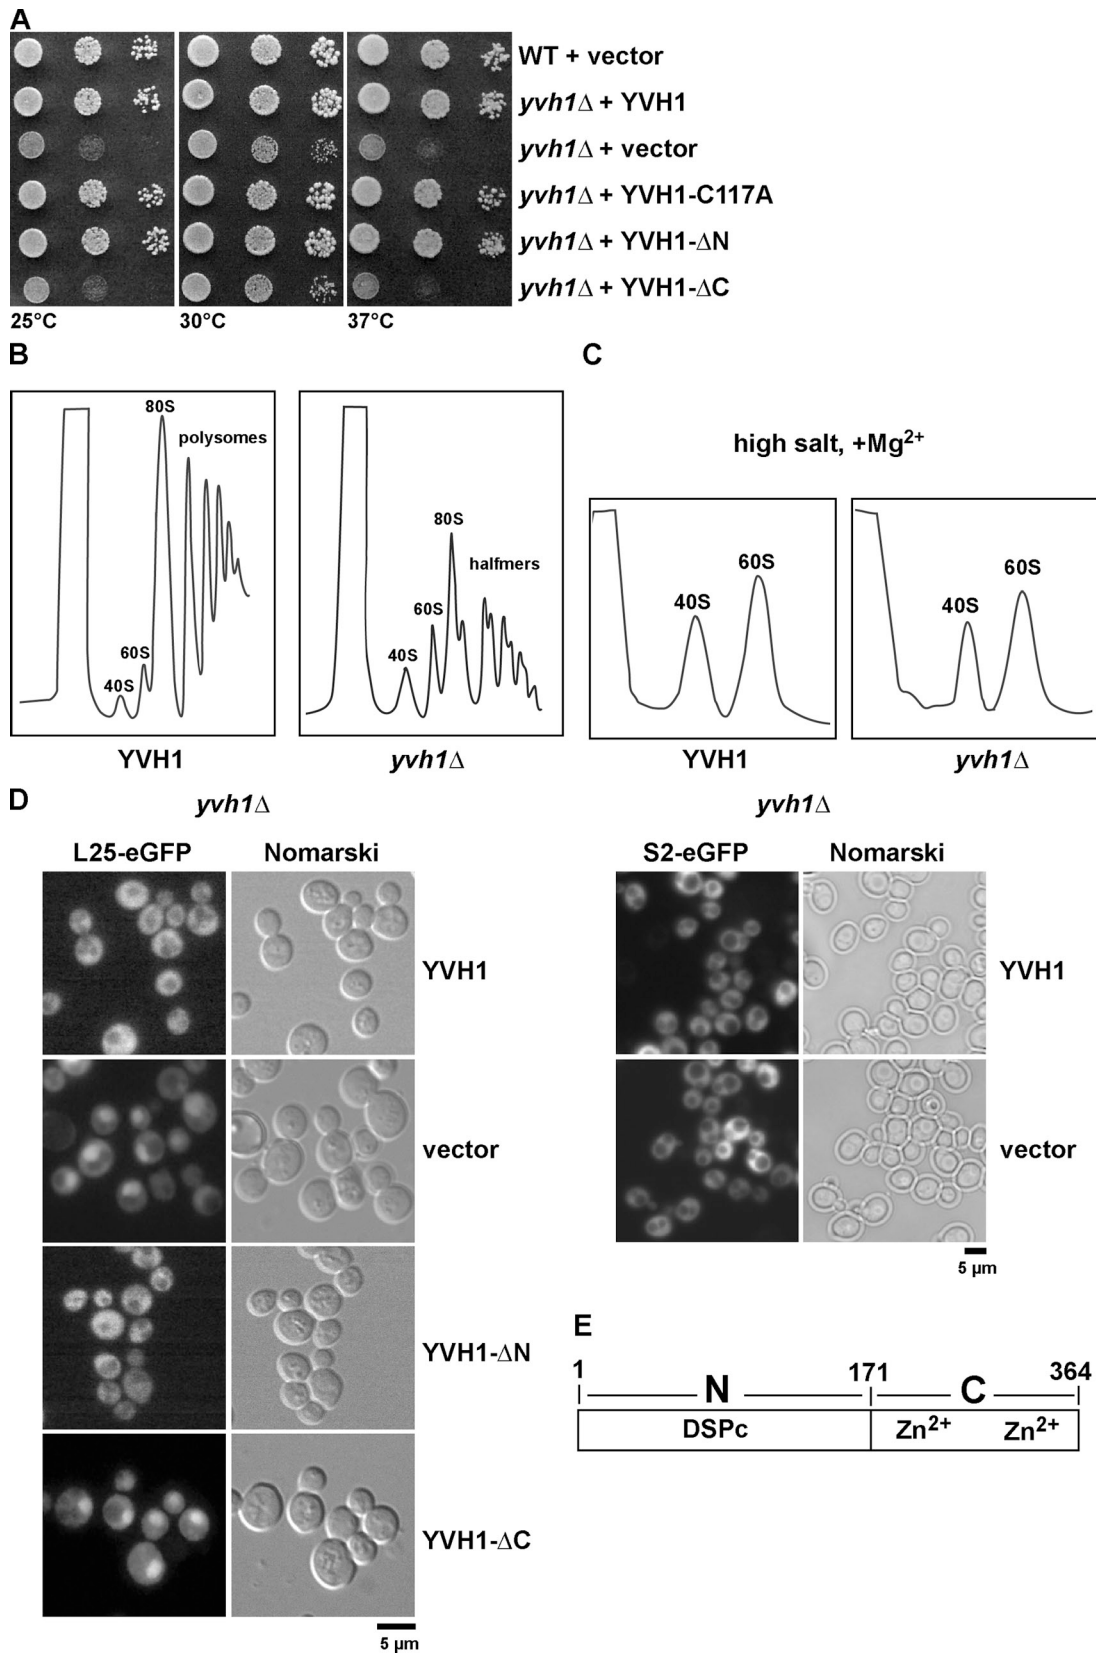 A
WT + vector
yvh1Δ + YVH1
yvh1Δ + vector
yvh1Δ + YVH1-C117A
yvh1Δ + YVH1-ΔN
yvh1Δ + YVH1-ΔC
25°C 30°C 37°C
B
80S
polysomes
60S
40S
YVH1
80S
halfmers
60S
40S
yvh1Δ
C
high salt, +Mg²⁺
60S
40S
YVH1
60S
40S
yvh1Δ
D
yvh1Δ
L25-eGFP Nomarski
YVH1
vector
YVH1-ΔN
YVH1-ΔC
5 µm
yvh1Δ
S2-eGFP Nomarski
YVH1
vector
5 µm
E
1 N 171 C 364
DSPc Zn²⁺ Zn²⁺